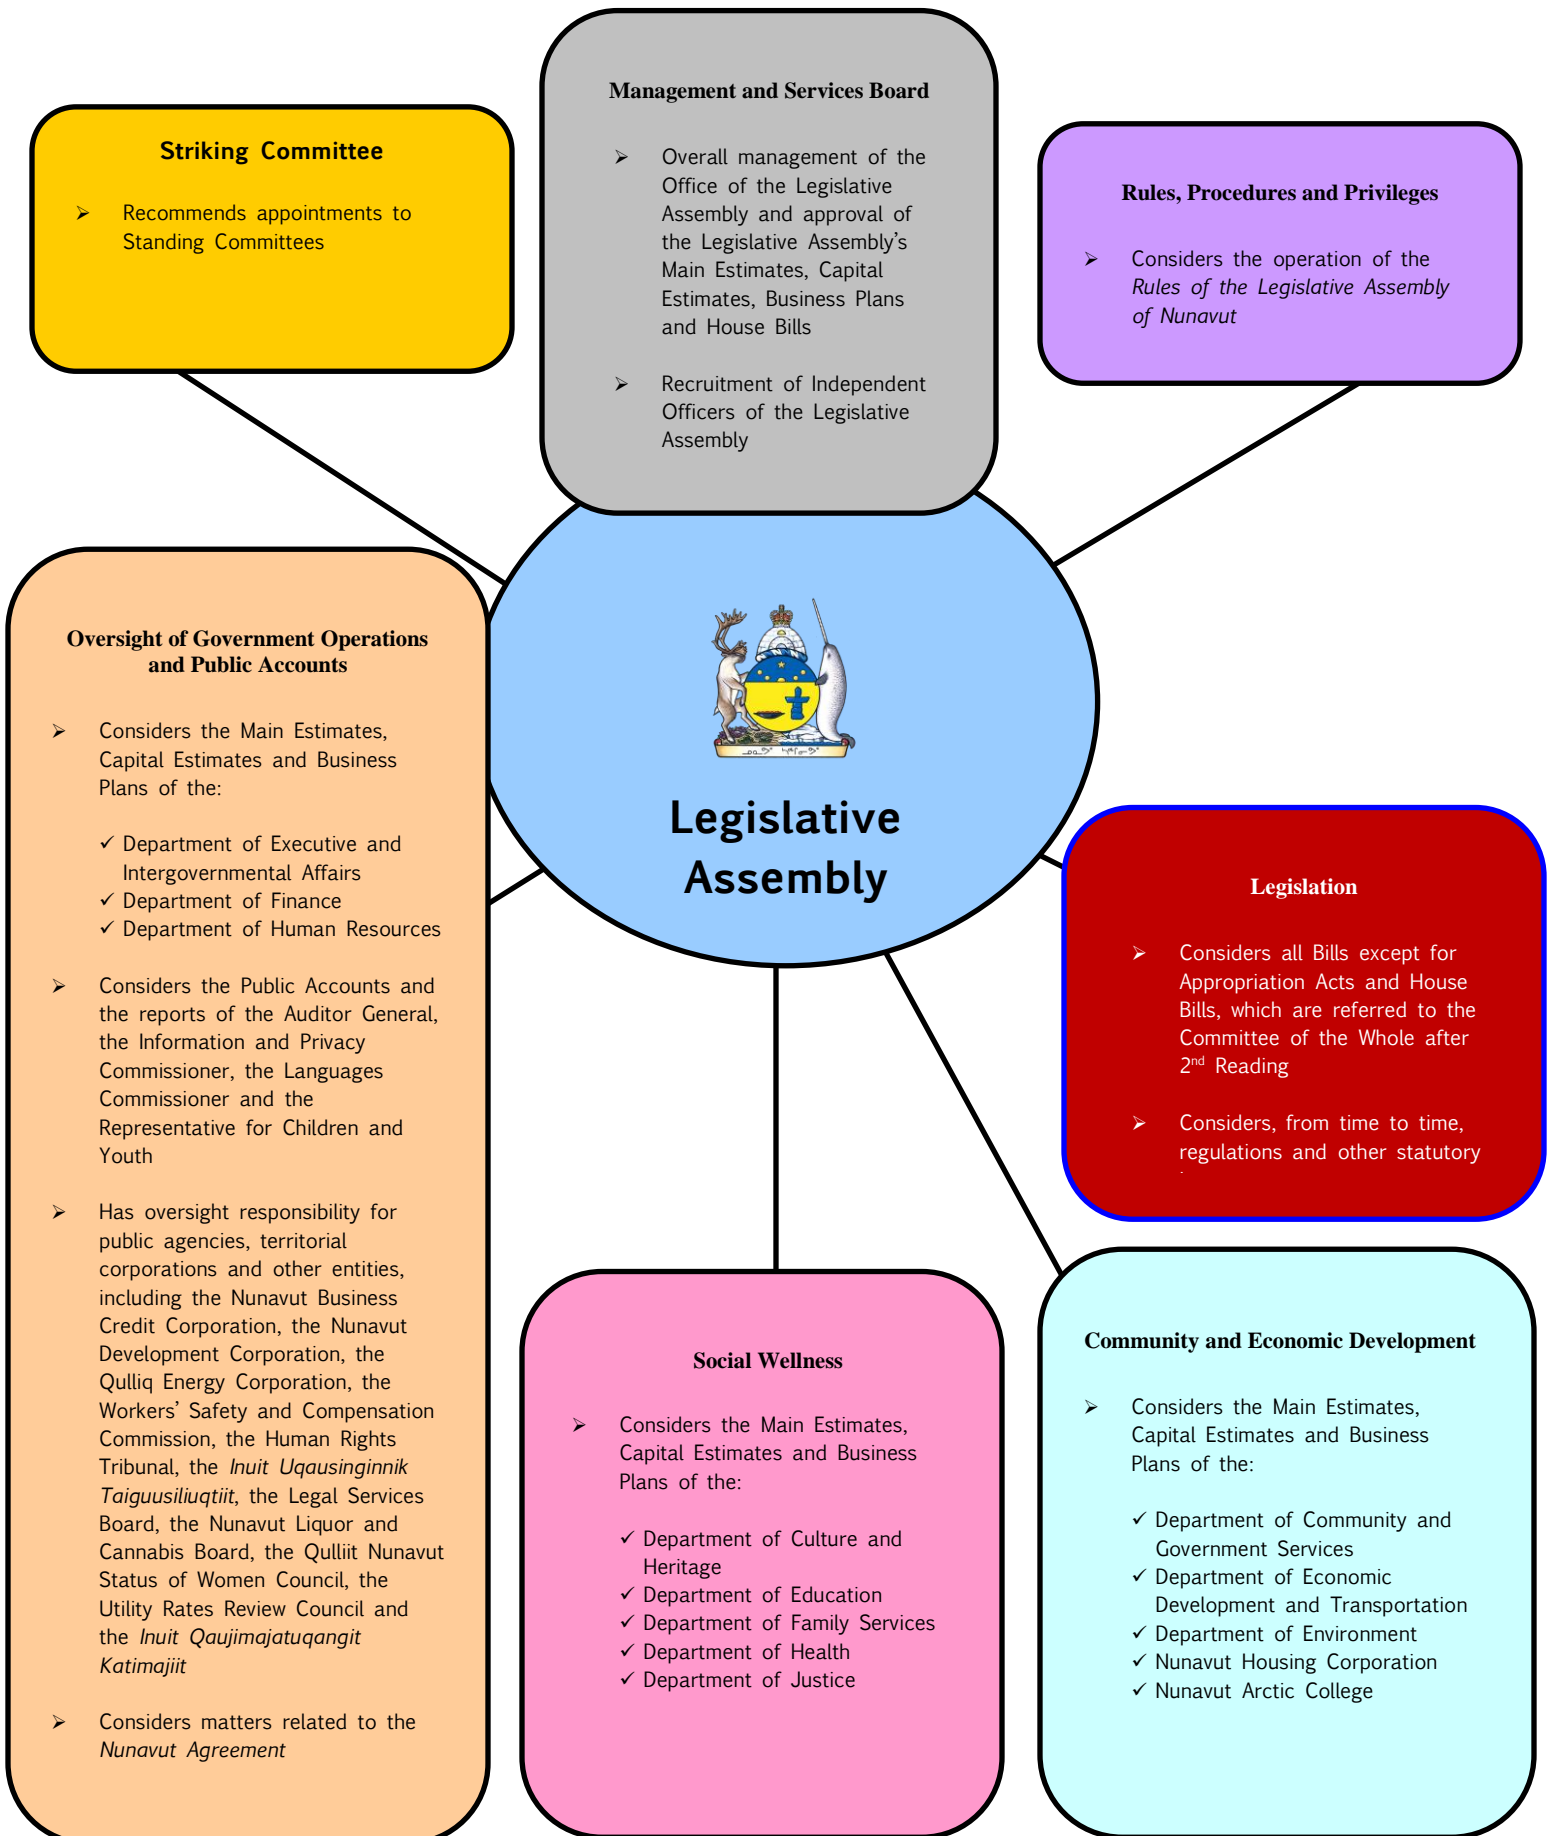 Management and Services Board
➢ Overall management of the
Office of the Legislative
Assembly and approval of
the Legislative Assembly's
Main Estimates, Capital
Estimates, Business Plans
and House Bills
➢ Recruitment of Independent
Officers of the Legislative
Assembly
Striking Committee
➢ Recommends appointments to
Standing Committees
Rules, Procedures and Privileges
➢ Considers the operation of the
Rules of the Legislative Assembly
of Nunavut
Legislative
Assembly
Oversight of Government Operations
and Public Accounts
➢ Considers the Main Estimates,
Capital Estimates and Business
Plans of the:
✓ Department of Executive and
Intergovernmental Affairs
✓ Department of Finance
✓ Department of Human Resources
➢ Considers the Public Accounts and
the reports of the Auditor General,
the Information and Privacy
Commissioner, the Languages
Commissioner and the
Representative for Children and
Youth
➢ Has oversight responsibility for
public agencies, territorial
corporations and other entities,
including the Nunavut Business
Credit Corporation, the Nunavut
Development Corporation, the
Qulliq Energy Corporation, the
Workers' Safety and Compensation
Commission, the Human Rights
Tribunal, the Inuit Uqausinginnik
Taiguusiliuqtiit, the Legal Services
Board, the Nunavut Liquor and
Cannabis Board, the Qulliit Nunavut
Status of Women Council, the
Utility Rates Review Council and
the Inuit Qaujimajatuqangit
Katimajiit
➢ Considers matters related to the
Nunavut Agreement
Legislation
➢ Considers all Bills except for
Appropriation Acts and House
Bills, which are referred to the
Committee of the Whole after
2nd Reading
➢ Considers, from time to time,
regulations and other statutory
Social Wellness
➢ Considers the Main Estimates,
Capital Estimates and Business
Plans of the:
✓ Department of Culture and
Heritage
✓ Department of Education
✓ Department of Family Services
✓ Department of Health
✓ Department of Justice
Community and Economic Development
➢ Considers the Main Estimates,
Capital Estimates and Business
Plans of the:
✓ Department of Community and
Government Services
✓ Department of Economic
Development and Transportation
✓ Department of Environment
✓ Nunavut Housing Corporation
✓ Nunavut Arctic College